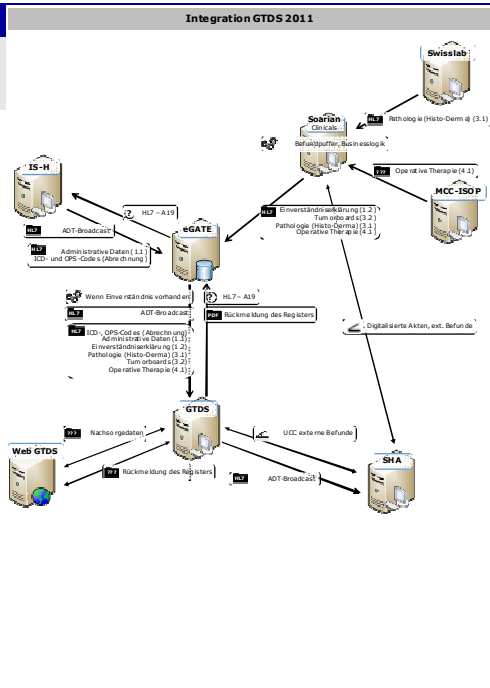 Integration GTDS 2011
Swisslab
HL7 Pathologie (Histo-Derma) (3.1)
Soarian
Clinicals
Befundpuffer, Businesslogik
??? Operative Therapie (4.1)
MCC-ISOP
IS-H
? HL7 – A19
HL7 Einverständniserklärung (1.2)
Tumorboards (3.2)
Pathologie (Histo-Derma) (3.1)
Operative Therapie (4.1)
HL7 ADT-Broadcast
eGATE
HL7 Administrative Daten (1.1)
ICD- und OPS-Codes (Abrechnung)
Wenn Einverständnis vorhanden
? HL7 – A19
HL7 ADT-Broadcast
PDF Rückmeldung des Registers
Digitalisierte Akten, ext. Befunde
HL7 ICD-, OPS-Codes (Abrechnung)
Administrative Daten (1.1)
Einverständniserklärung (1.2)
Pathologie (Histo-Derma) (3.1)
Tumorboards (3.2)
Operative Therapie (4.1)
GTDS
??? Nachsorgedaten
UCC externe Befunde
Web GTDS
SHA
??? Rückmeldung des Registers
HL7 ADT-Broadcast